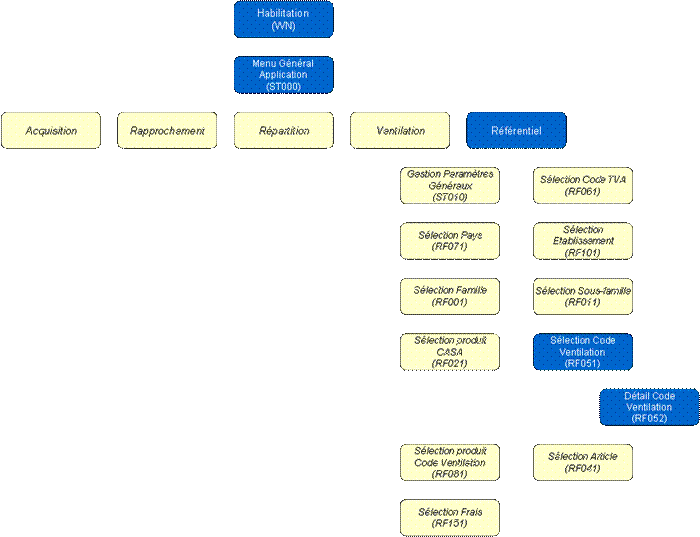 Habilitation
(WN)
Menu Général
Application
(ST000)
Acquisition
Rapprochement
Répartition
Ventilation
Référentiel
Gestion Paramètres
Généraux
(ST010)
Sélection Code TVA
(RF061)
Sélection Pays
(RF071)
Sélection
Etablissement
(RF101)
Sélection Famille
(RF001)
Sélection Sous-famille
(RF011)
Sélection produit
CASA
(RF021)
Sélection Code
Ventilation
(RF051)
Détail Code
Ventilation
(RF052)
Sélection produit
Code Ventilation
(RF081)
Sélection Article
(RF041)
Sélection Frais
(RF131)